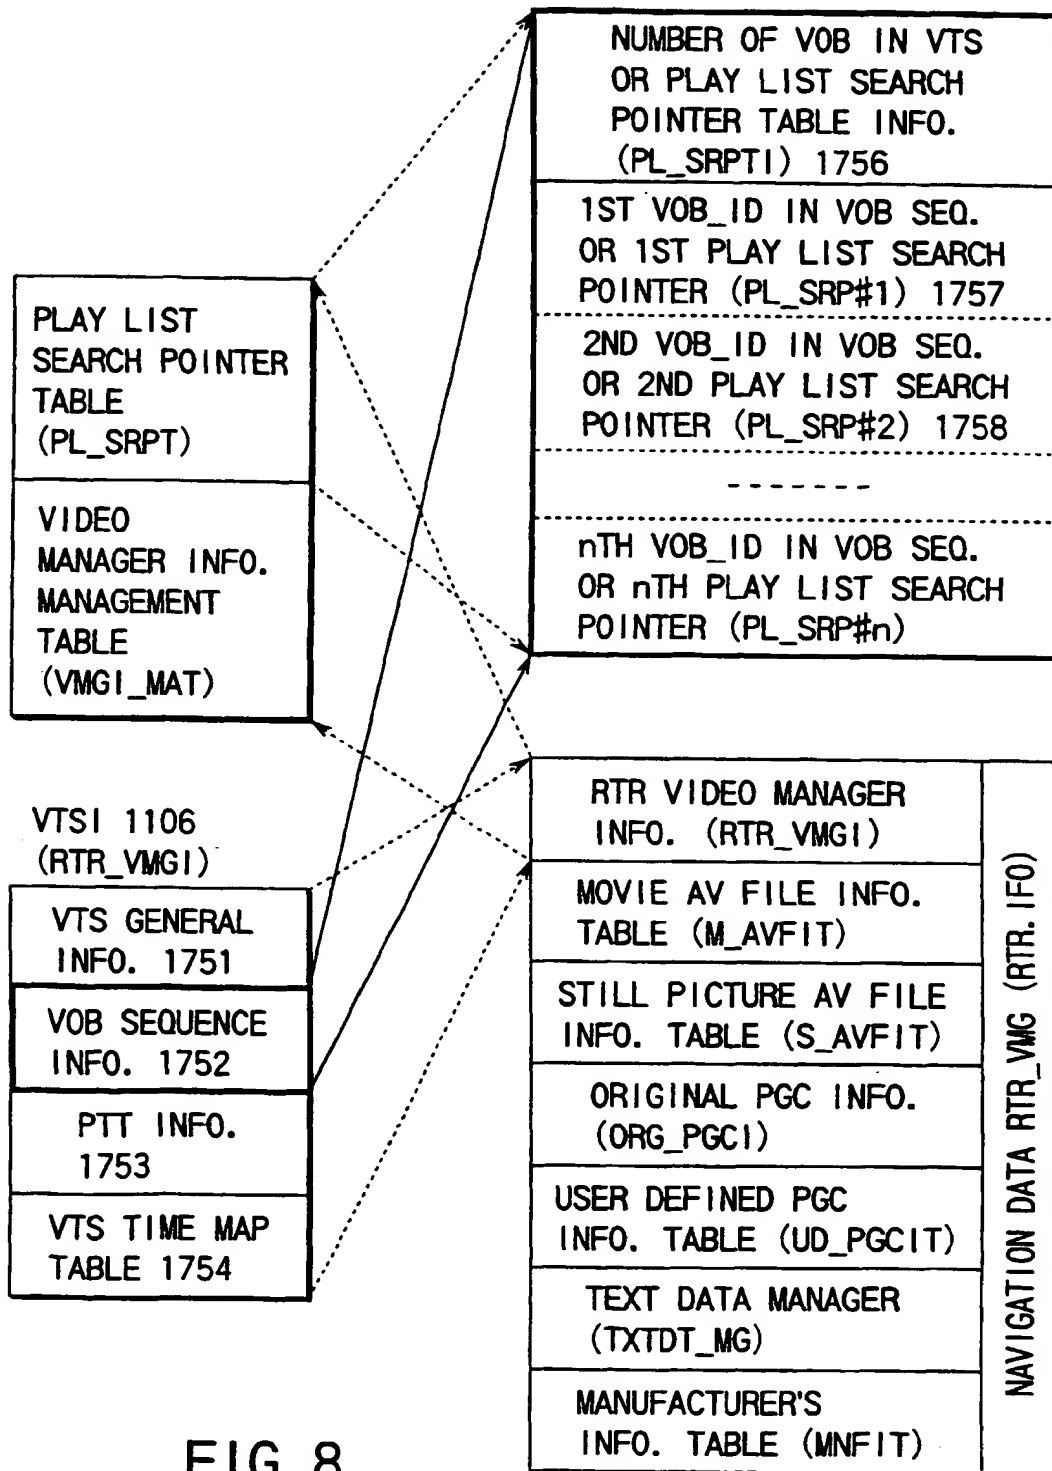 NUMBER OF VOB IN VTS
OR PLAY LIST SEARCH
POINTER TABLE INFO.
(PL_SRPTI) 1756
1ST VOB_ID IN VOB SEQ.
OR 1ST PLAY LIST SEARCH
POINTER (PL_SRP#1) 1757
2ND VOB_ID IN VOB SEQ.
OR 2ND PLAY LIST SEARCH
POINTER (PL_SRP#2) 1758
-------
nTH VOB_ID IN VOB SEQ.
OR nTH PLAY LIST SEARCH
POINTER (PL_SRP#n)
PLAY LIST
SEARCH POINTER
TABLE
(PL_SRPT)
VIDEO
MANAGER INFO.
MANAGEMENT
TABLE
(VMGI_MAT)
VTSI 1106
(RTR_VMGI)
VTS GENERAL
INFO. 1751
VOB SEQUENCE
INFO. 1752
PTT INFO.
1753
VTS TIME MAP
TABLE 1754
RTR VIDEO MANAGER
INFO. (RTR_VMGI)
MOVIE AV FILE INFO.
TABLE (M_AVFIT)
STILL PICTURE AV FILE
INFO. TABLE (S_AVFIT)
ORIGINAL PGC INFO.
(ORG_PGCI)
USER DEFINED PGC
INFO. TABLE (UD_PGCIT)
TEXT DATA MANAGER
(TXTDT_MG)
MANUFACTURER'S
INFO. TABLE (MNFIT)
NAVIGATION DATA RTR_VMG (RTR.IFO)
FIG. 8